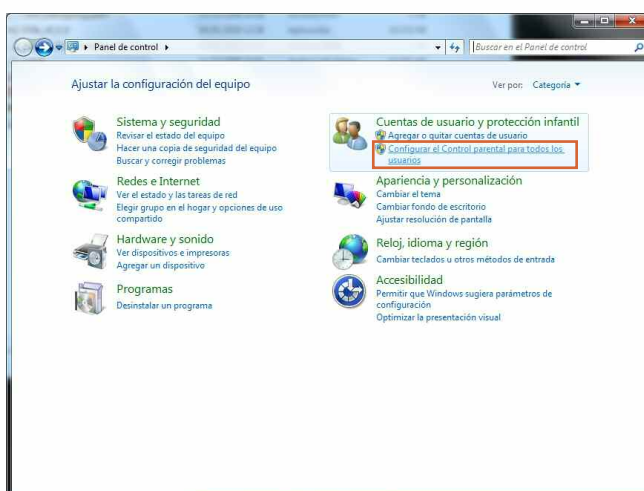 Panel de control
Buscar en el Panel de control
Ajustar la configuración del equipo
Ver por: Categoría
Sistema y seguridad
Revisar el estado del equipo
Hacer una copia de seguridad del equipo
Buscar y corregir problemas
Redes e Internet
Ver el estado y las tareas de red
Elegir grupo en el hogar y opciones de uso
compartido
Hardware y sonido
Ver dispositivos e impresoras
Agregar un dispositivo
Programas
Desinstalar un programa
Cuentas de usuario y protección infantil
Agregar o quitar cuentas de usuario
Configurar el Control parental para todos los
usuarios
Apariencia y personalización
Cambiar el tema
Cambiar fondo de escritorio
Ajustar resolución de pantalla
Reloj, idioma y región
Cambiar teclados u otros métodos de entrada
Accesibilidad
Permitir que Windows sugiera parámetros de
configuración
Optimizar la presentación visual